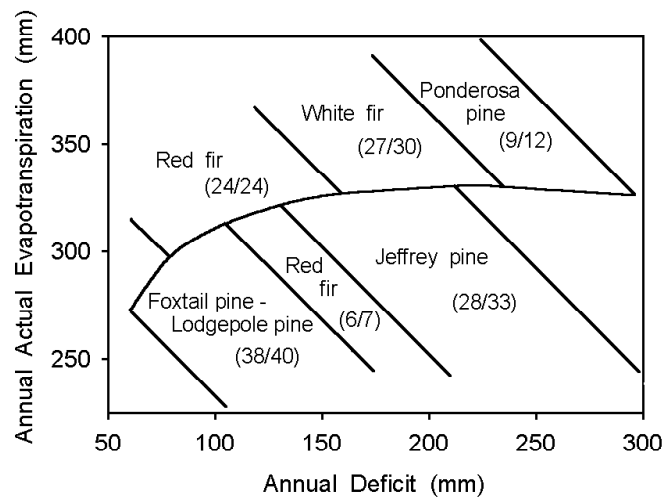 Annual Actual Evapotranspiration (mm)
400
350
300
250
Ponderosa
pine
(9/12)
White fir
(27/30)
Red fir
(24/24)
Jeffrey pine
(28/33)
Red
fir
(6/7)
Foxtail pine -
Lodgepole pine
(38/40)
50 100 150 200 250 300
Annual Deficit (mm)